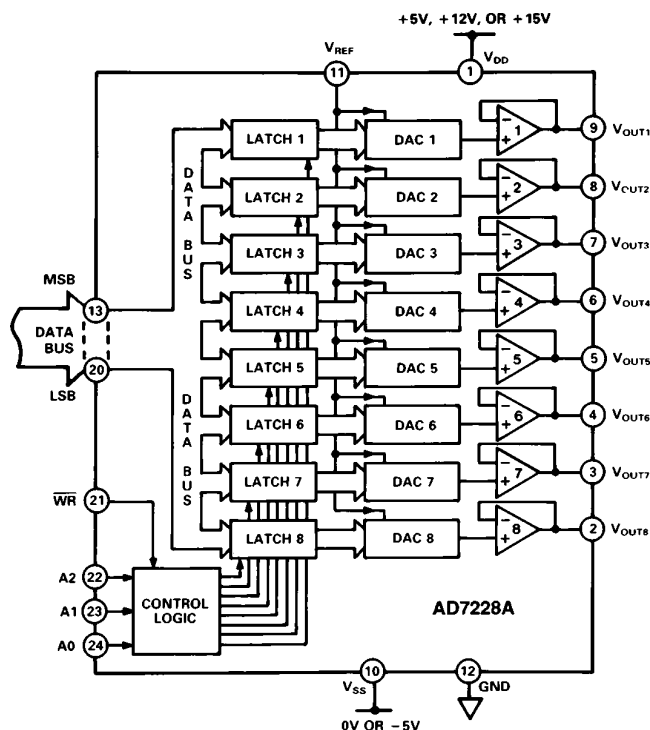 +5V, +12V, OR +15V
VREF
VDD
11
1
LATCH 1
DAC 1
1
9
VOUT1
LATCH 2
DAC 2
2
8
VOUT2
LATCH 3
DAC 3
3
7
VOUT3
DATA BUS
MSB
13
LATCH 4
DAC 4
4
6
VOUT4
DATA
BUS
LATCH 5
DAC 5
5
5
VOUT5
20
LSB
DATA BUS
LATCH 6
DAC 6
6
4
VOUT6
LATCH 7
DAC 7
7
3
VOUT7
WR
21
LATCH 8
DAC 8
8
2
VOUT8
A2
22
A1
23
A0
24
CONTROL
LOGIC
AD7228A
10
12
VSS
GND
0V OR –5V